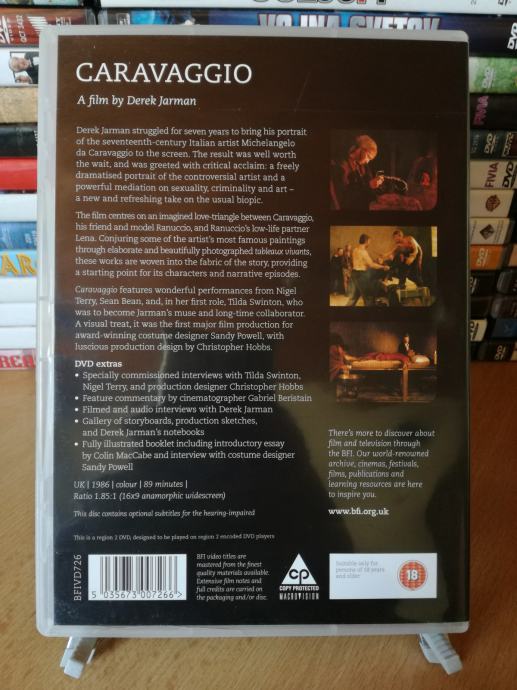 CARAVAGGIO
A film by Derek Jarman
Derek Jarman struggled for seven years to bring his portrait
of the seventeenth-century Italian artist Michelangelo
da Caravaggio to the screen. The result was well worth
the wait, and was greeted with critical acclaim: a freely
dramatised portrait of the controversial artist and a
powerful mediation on sexuality, criminality and art –
a new and refreshing take on the usual biopic.
The film centres on an imagined love-triangle between Caravaggio,
his friend and model Ranuccio, and Ranuccio's low-life partner
Lena. Conjuring some of the artist's most famous paintings
through elaborate and beautifully photographed tableaux vivants,
these works are woven into the fabric of the story, providing
a starting point for its characters and narrative episodes.
Caravaggio features wonderful performances from Nigel
Terry, Sean Bean, and, in her first role, Tilda Swinton, who
was to become Jarman's muse and long-time collaborator.
A visual treat, it was the first major film production for
award-winning costume designer Sandy Powell, with
luscious production design by Christopher Hobbs.
DVD extras
• Specially commissioned interviews with Tilda Swinton,
Nigel Terry, and production designer Christopher Hobbs
• Feature commentary by cinematographer Gabriel Beristain
• Filmed and audio interviews with Derek Jarman
• Gallery of storyboards, production sketches,
and Derek Jarman's notebooks
• Fully illustrated booklet including introductory essay
by Colin MacCabe and interview with costume designer
Sandy Powell
UK | 1986 | colour | 89 minutes |
Ratio 1.85:1 (16x9 anamorphic widescreen)
This disc contains optional subtitles for the hearing-impaired
This is a region 2 DVD, designed to be played on region 2 encoded DVD players
There's more to discover about
film and television through
the BFI. Our world-renowned
archive, cinemas, festivals,
films, publications and
learning resources are here
to inspire you.
www.bfi.org.uk
BFIVD726
5 035673 007266 >
BFI video titles are
mastered from the finest
quality materials available.
Extensive film notes and
full credits are carried on
the packaging and/or disc.
CP
COPY PROTECTED
MACROVISION
Suitable only for
persons of 18 years
and older
18